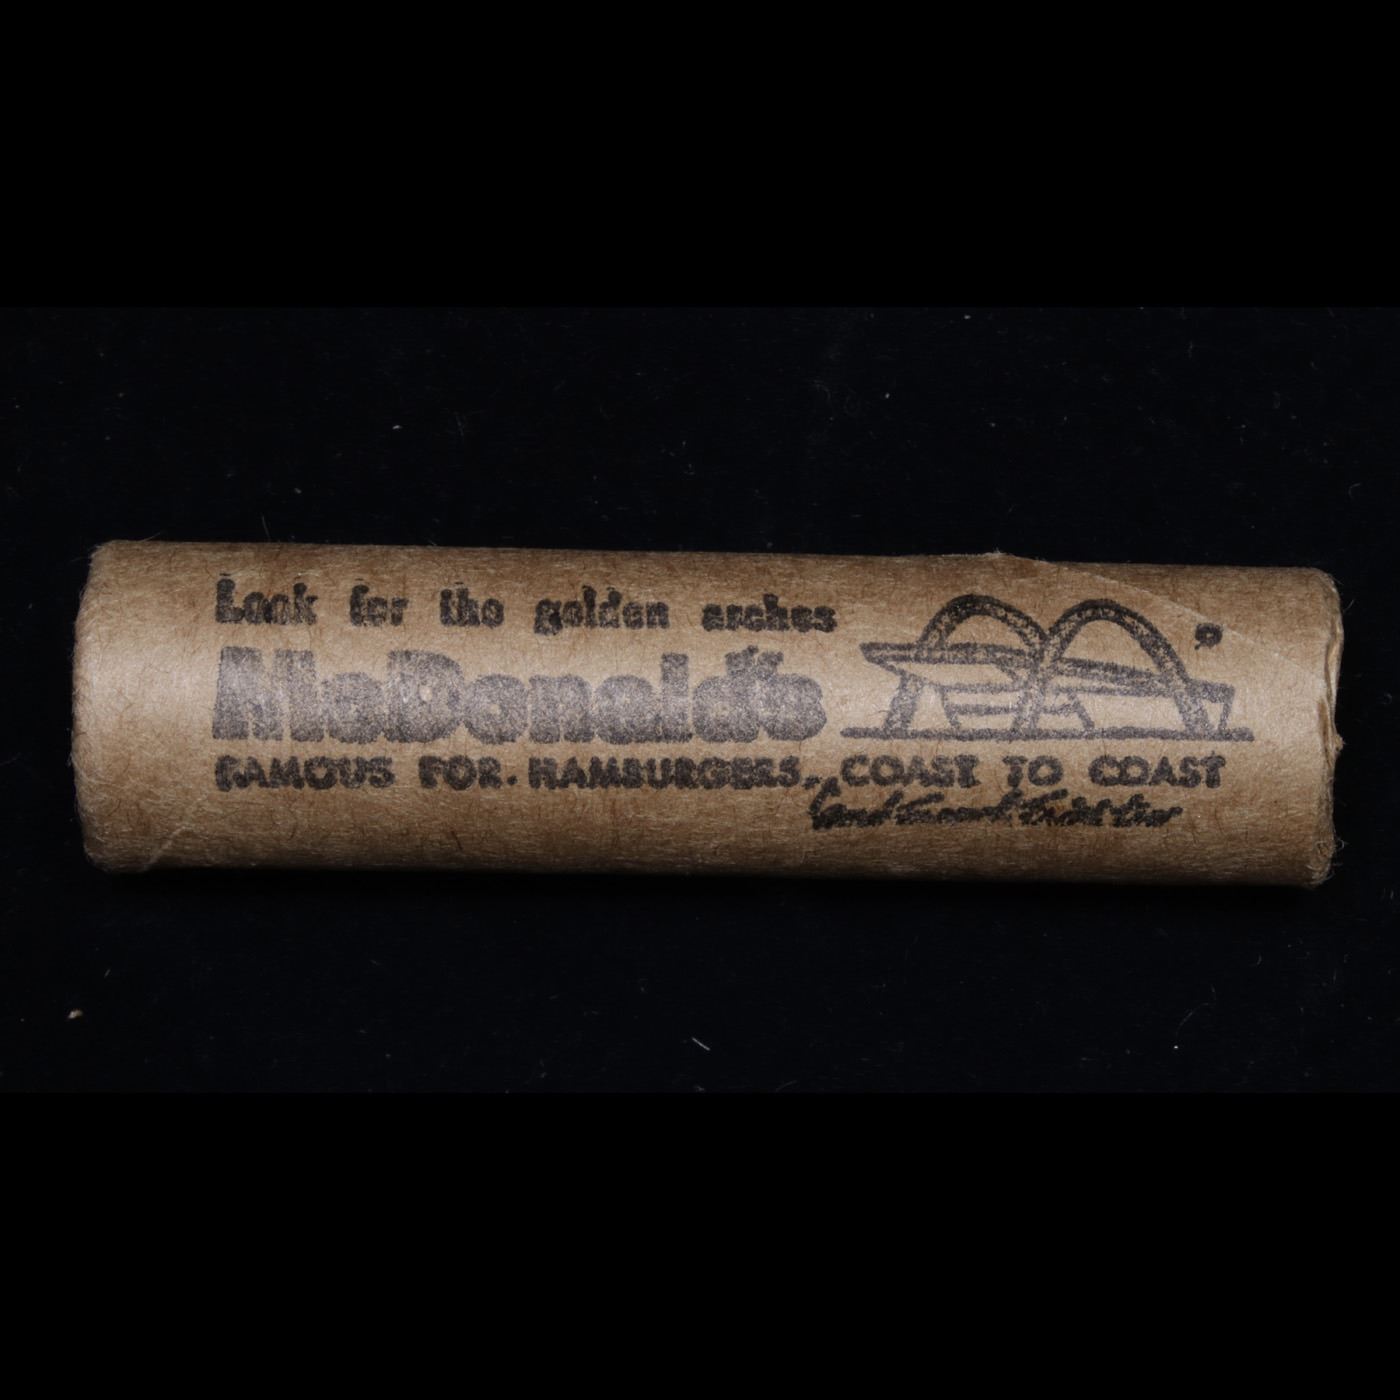 Look for the golden arches
McDonald's
FAMOUS FOR HAMBURGERS, COAST TO COAST